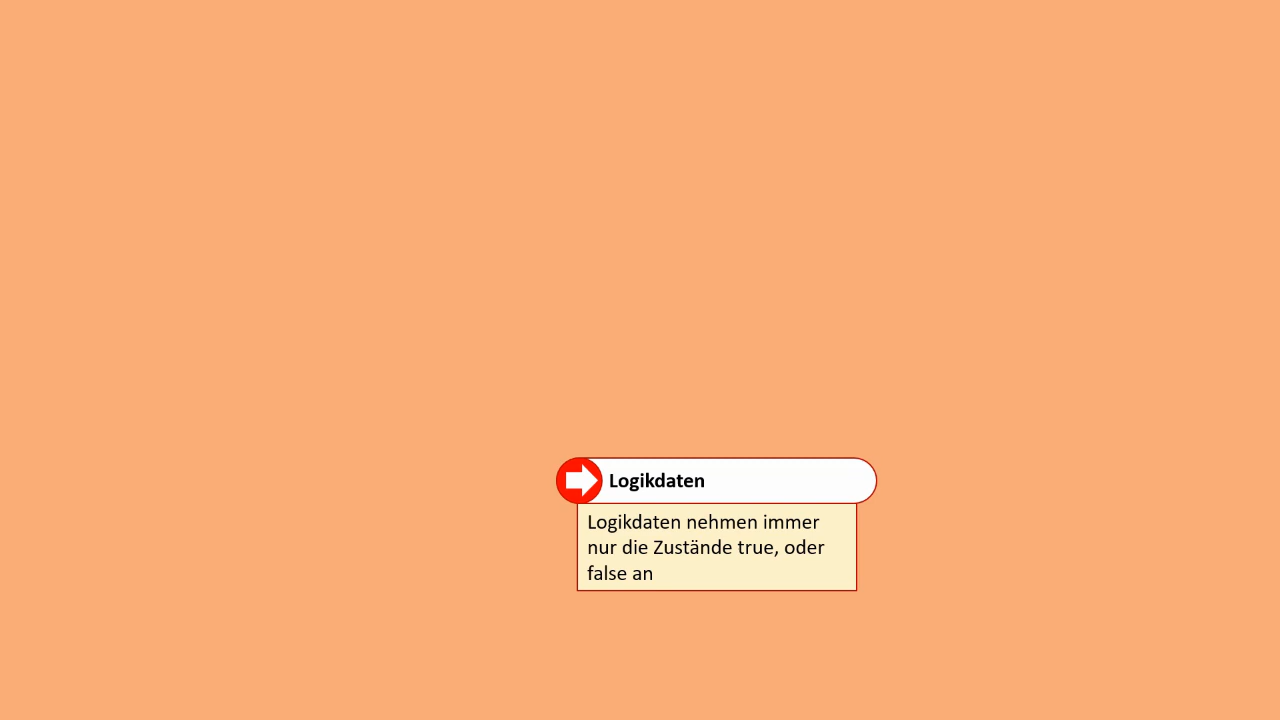 Logikdaten
Logikdaten nehmen immer
nur die Zustände true, oder
false an